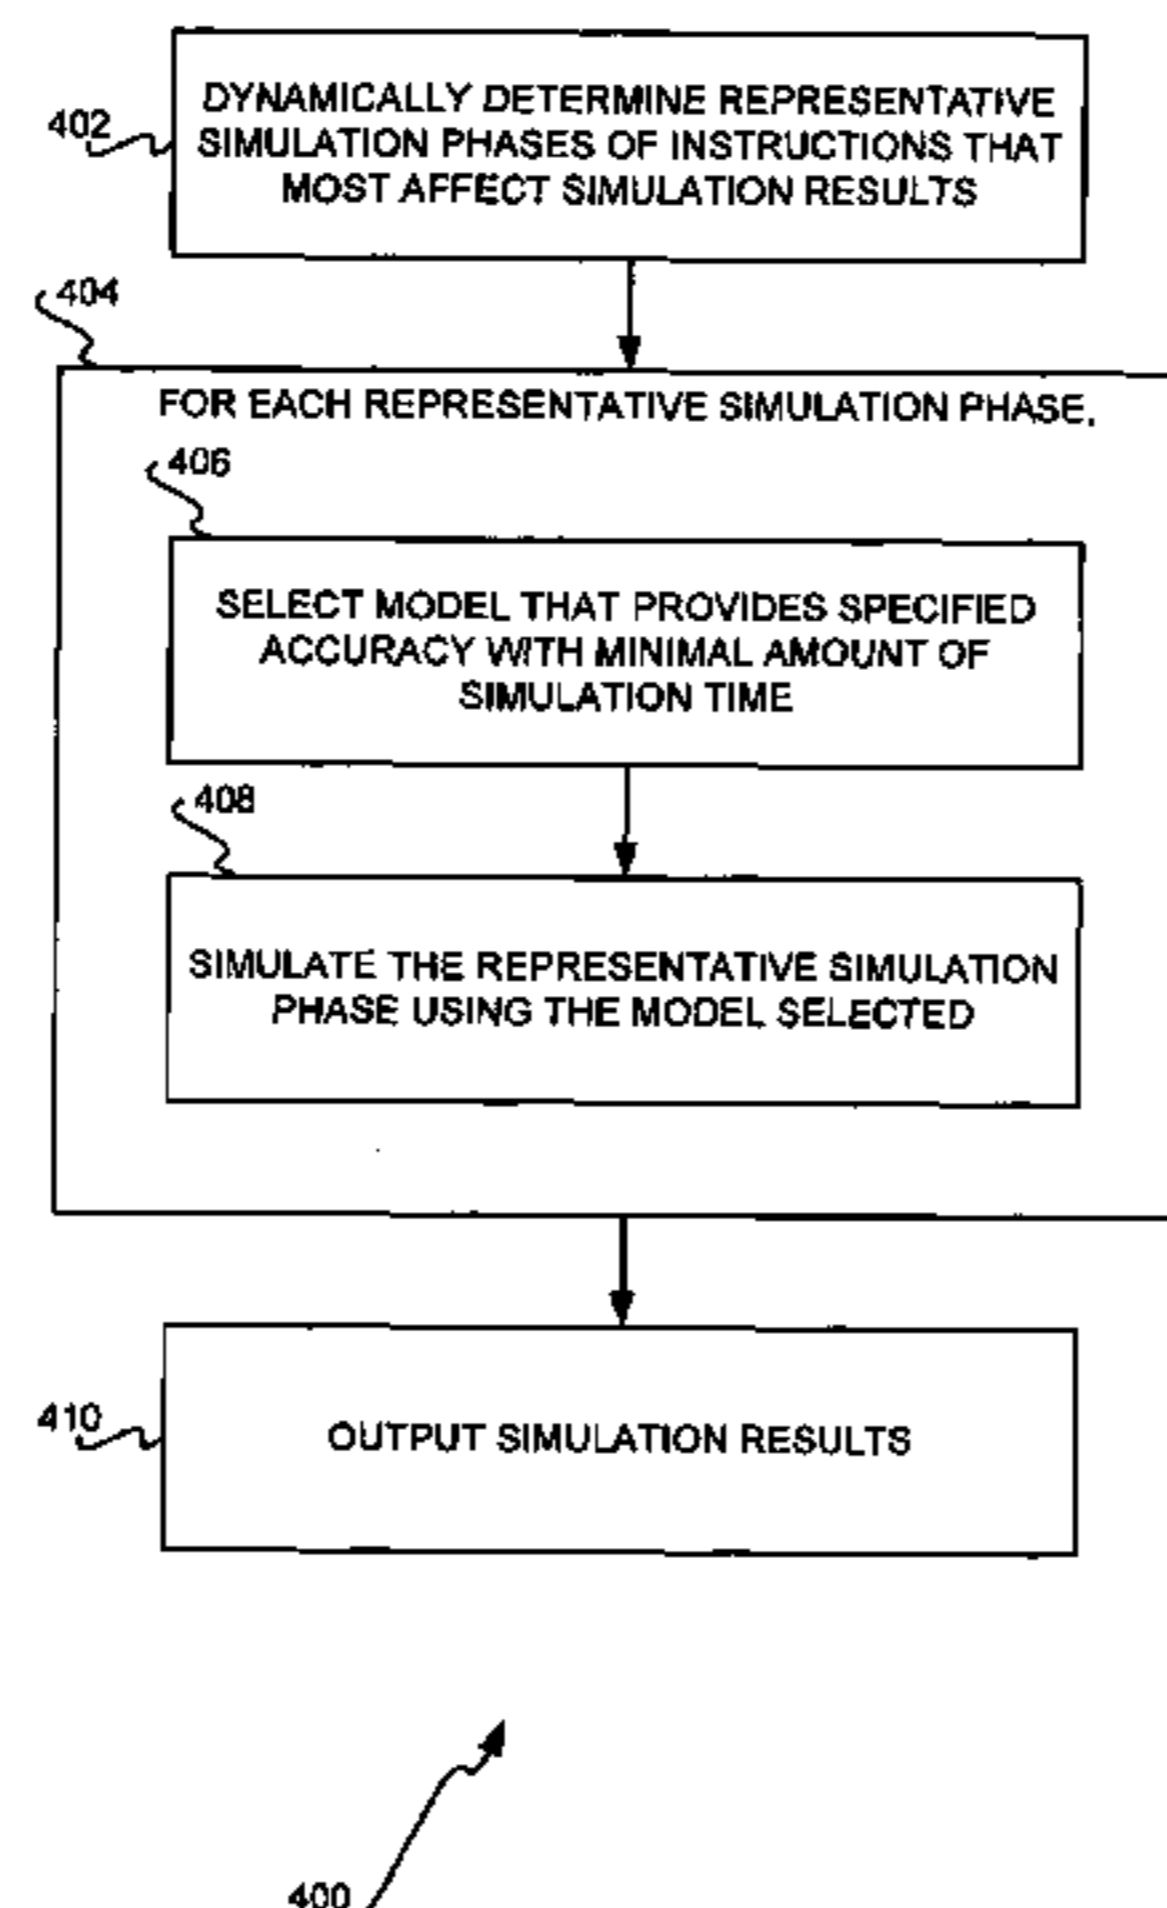 402
DYNAMICALLY DETERMINE REPRESENTATIVE
SIMULATION PHASES OF INSTRUCTIONS THAT
MOST AFFECT SIMULATION RESULTS
404
FOR EACH REPRESENTATIVE SIMULATION PHASE,
406
SELECT MODEL THAT PROVIDES SPECIFIED
ACCURACY WITH MINIMAL AMOUNT OF
SIMULATION TIME
408
SIMULATE THE REPRESENTATIVE SIMULATION
PHASE USING THE MODEL SELECTED
410
OUTPUT SIMULATION RESULTS
400